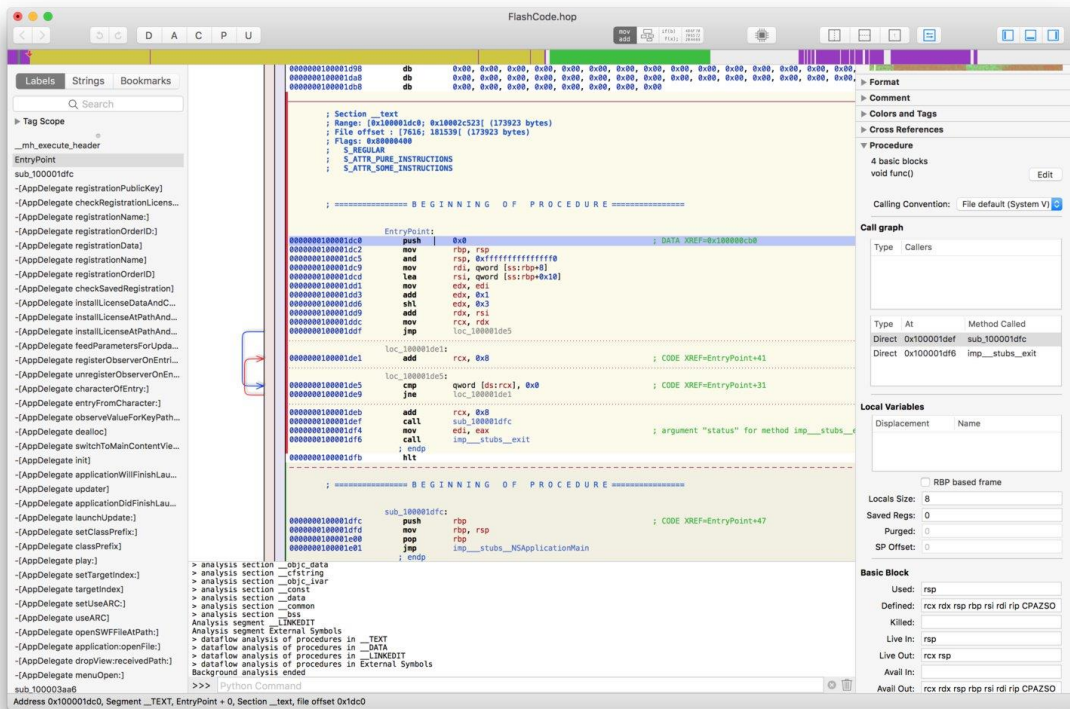 FlashCode.hop
D A C P U
mov
add
if(b)
f(x);
Labels Strings Bookmarks
Search
Tag Scope
__mh_execute_header
EntryPoint
sub_100001dfc
-[AppDelegate registrationPublicKey]
-[AppDelegate checkRegistrationLicens...
-[AppDelegate registrationName:]
-[AppDelegate registrationOrderID:]
-[AppDelegate registrationData]
-[AppDelegate registrationName]
-[AppDelegate registrationOrderID]
-[AppDelegate checkSavedRegistration]
-[AppDelegate installLicenseDataAndC...
-[AppDelegate installLicenseAtPathAnd...
-[AppDelegate installLicenseAtPathAnd...
-[AppDelegate feedParametersForUpda...
-[AppDelegate registerObserverOnEntri...
-[AppDelegate unregisterObserverOnEn...
-[AppDelegate characterOfEntry:]
-[AppDelegate entryFromCharacter:]
-[AppDelegate observeValueForKeyPath...
-[AppDelegate dealloc]
-[AppDelegate switchToMainContentVie...
-[AppDelegate init]
-[AppDelegate applicationWillFinishLau...
-[AppDelegate updater]
-[AppDelegate applicationDidFinishLau...
-[AppDelegate launchUpdate:]
-[AppDelegate setClassPrefix:]
-[AppDelegate classPrefix]
-[AppDelegate play:]
-[AppDelegate setTargetIndex:]
-[AppDelegate targetIndex]
-[AppDelegate setUseARC:]
-[AppDelegate useARC]
-[AppDelegate openSWFFileAtPath:]
-[AppDelegate application:openFile:]
-[AppDelegate dropView:receivedPath:]
-[AppDelegate menuOpen:]
sub_100003aa6
0000000100001d98 db 0x00, 0x00, 0x00, 0x00, 0x00, 0x00, 0x00, 0x00, 0x00, 0x00, 0x00, 0x00, 0x00, 0x00, 0x00,
0000000100001da8 db 0x00, 0x00, 0x00, 0x00, 0x00, 0x00, 0x00, 0x00, 0x00, 0x00, 0x00, 0x00, 0x00, 0x00, 0x00,
0000000100001db8 db 0x00, 0x00, 0x00, 0x00, 0x00, 0x00, 0x00, 0x00
; Section __text
; Range: [0x100001dc0; 0x10002c523[ (173923 bytes)
; File offset : [7616; 181539[ (173923 bytes)
; Flags: 0x80000400
; S_REGULAR
; S_ATTR_PURE_INSTRUCTIONS
; S_ATTR_SOME_INSTRUCTIONS
; ================ B E G I N N I N G O F P R O C E D U R E ================
EntryPoint:
0000000100001dc0 push 0x0 ; DATA XREF=0x100000cb0
0000000100001dc2 mov rbp, rsp
0000000100001dc5 and rsp, 0xfffffffffffffff0
0000000100001dc9 mov rdi, qword [ss:rbp+8]
0000000100001dcd lea rsi, qword [ss:rbp+0x10]
0000000100001dd1 mov edx, edi
0000000100001dd3 add edx, 0x1
0000000100001dd6 shl edx, 0x3
0000000100001dd9 add rdx, rsi
0000000100001ddc mov rcx, rdx
0000000100001ddf jmp loc_100001de5
loc_100001de1:
0000000100001de1 add rcx, 0x8 ; CODE XREF=EntryPoint+41
loc_100001de5:
0000000100001de5 cmp qword [ds:rcx], 0x0 ; CODE XREF=EntryPoint+31
0000000100001de9 jne loc_100001de1
0000000100001deb add rcx, 0x8
0000000100001def call sub_100001dfc
0000000100001df4 mov edi, eax ; argument "status" for method imp___stubs__e
0000000100001df6 call imp___stubs__exit
; endp
0000000100001dfb hlt
; ================ B E G I N N I N G O F P R O C E D U R E ================
sub_100001dfc:
0000000100001dfc push rbp ; CODE XREF=EntryPoint+47
0000000100001dfd mov rbp, rsp
0000000100001e00 pop rbp
0000000100001e01 jmp imp___stubs__NSApplicationMain
; endp
> analysis section __objc_data
> analysis section __cfstring
> analysis section __objc_ivar
> analysis section __const
> analysis section __data
> analysis section __common
> analysis section __bss
Analysis segment __LINKEDIT
Analysis segment External Symbols
> dataflow analysis of procedures in __TEXT
> dataflow analysis of procedures in __DATA
> dataflow analysis of procedures in __LINKEDIT
> dataflow analysis of procedures in External Symbols
Background analysis ended
>>> Python Command
Format
Comment
Colors and Tags
Cross References
Procedure
4 basic blocks
void func()
Edit
Calling Convention: File default (System V)
Call graph
Type Callers
Type At Method Called
Direct 0x100001def sub_100001dfc
Direct 0x100001df6 imp___stubs__exit
Local Variables
Displacement Name
RBP based frame
Locals Size: 8
Saved Regs: 0
Purged: 0
SP Offset: 0
Basic Block
Used: rsp
Defined: rcx rdx rsp rbp rsi rdi rip CPAZSO
Killed:
Live In: rsp
Live Out: rcx rsp
Avail In:
Avail Out: rcx rdx rsp rbp rsi rdi rip CPAZSO
Address 0x100001dc0, Segment __TEXT, EntryPoint + 0, Section __text, file offset 0x1dc0